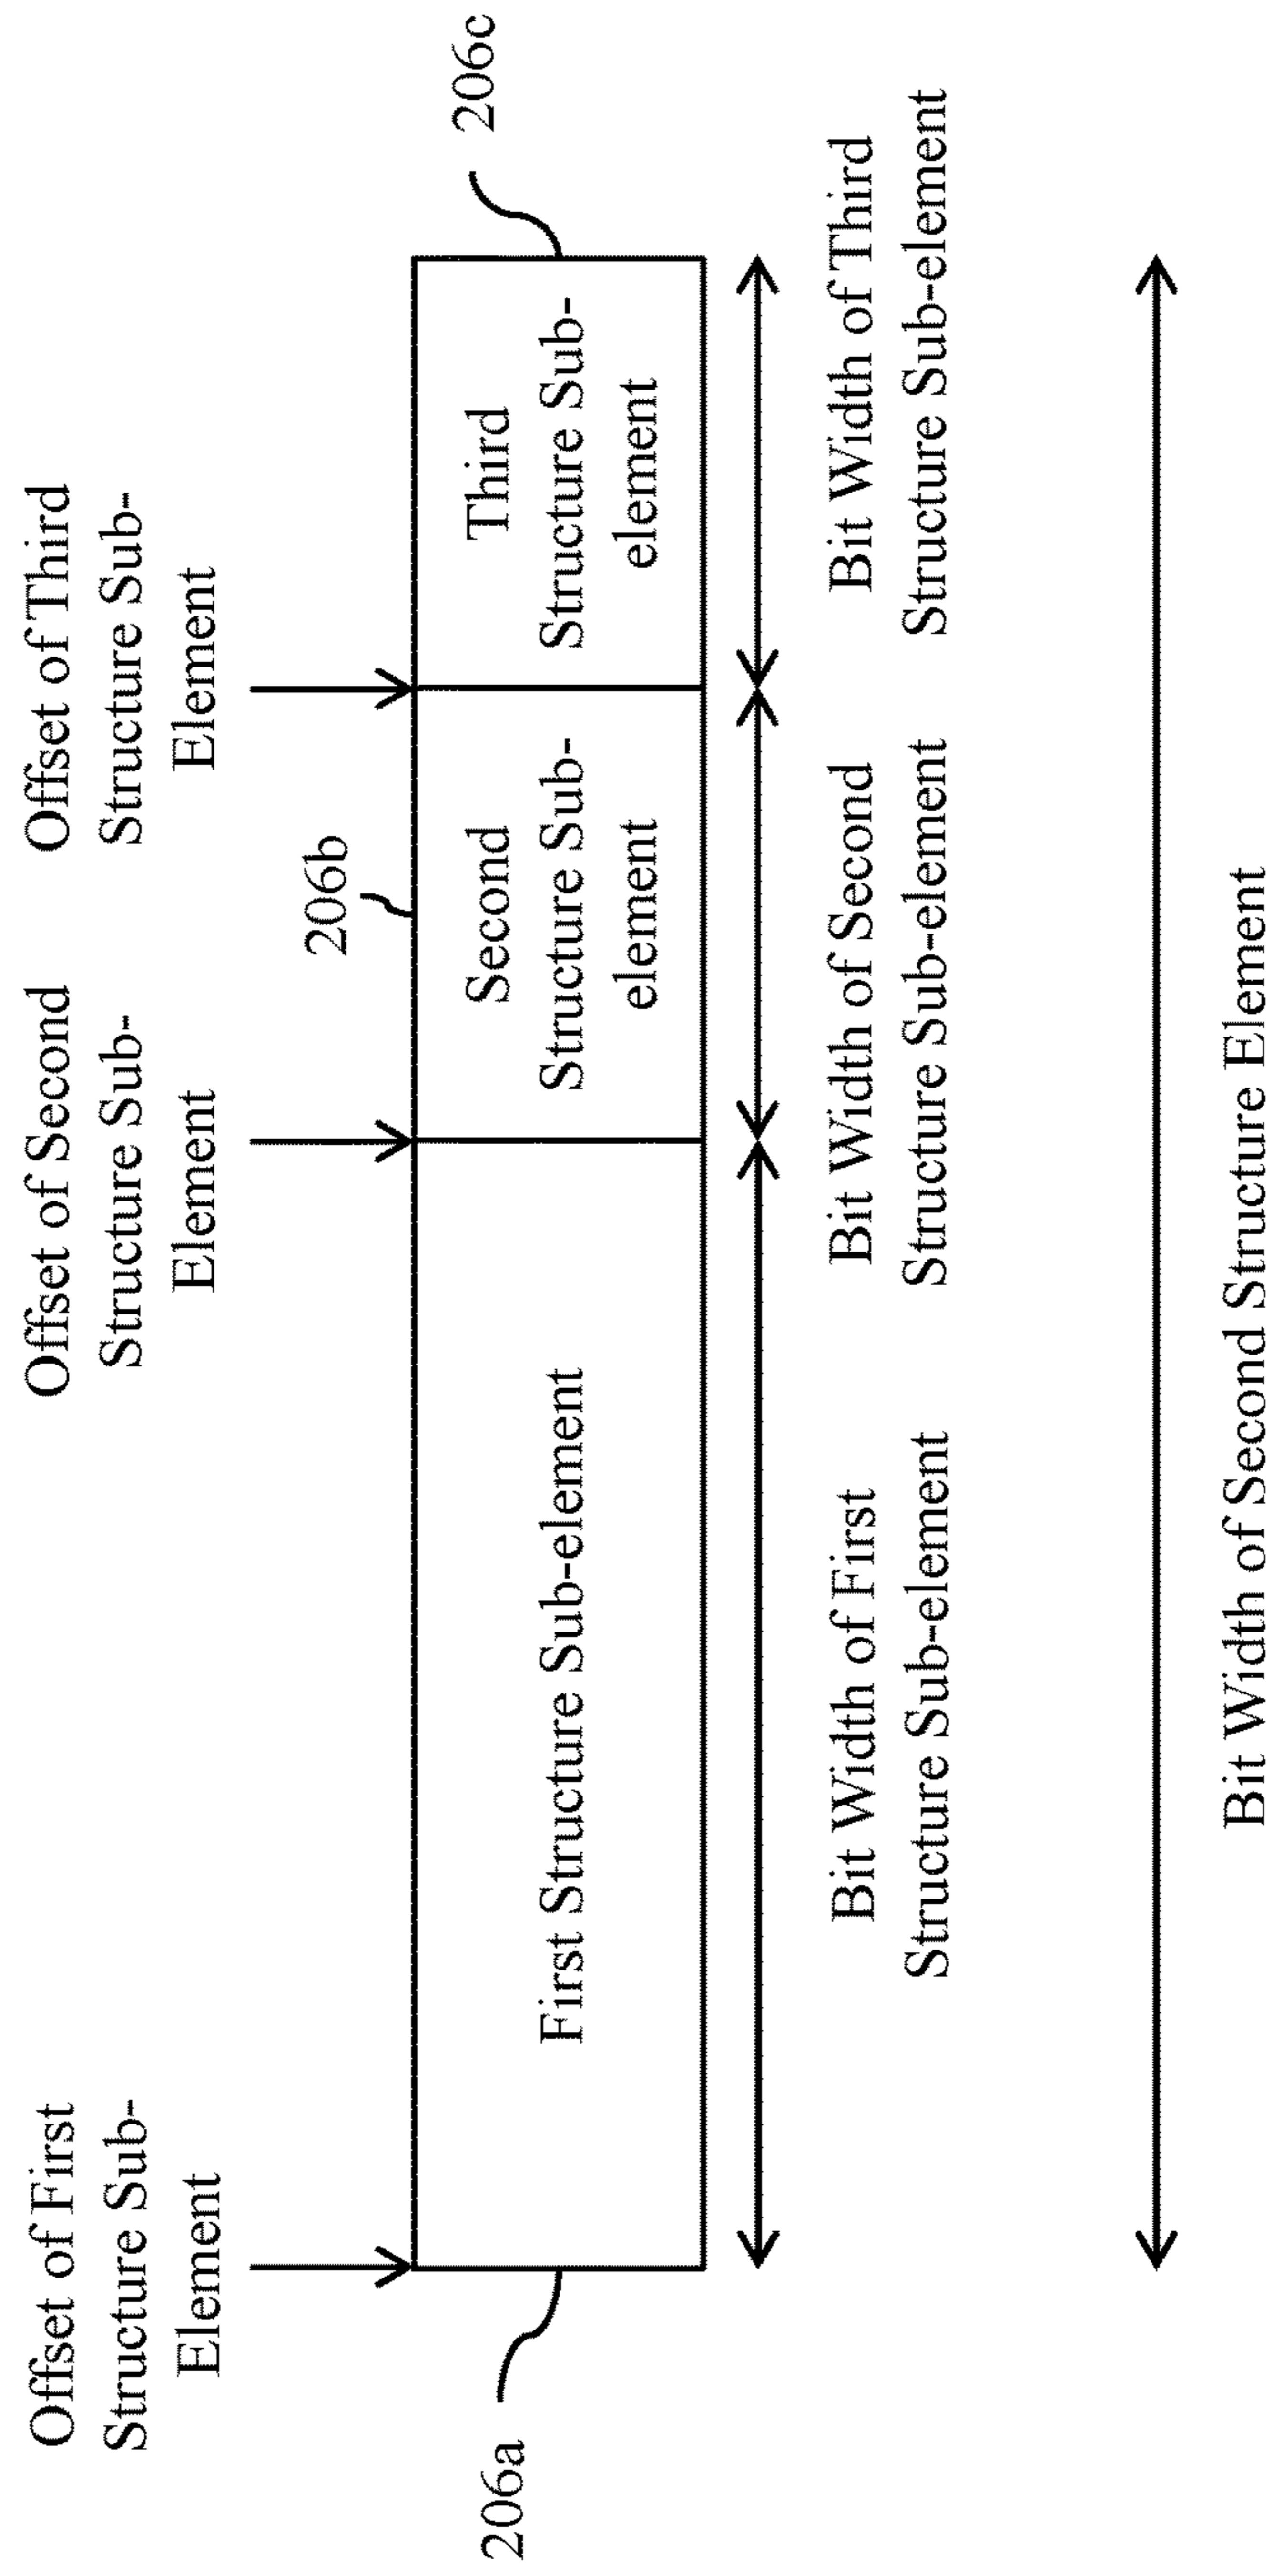 Offset of First
Structure Sub-
Element
Offset of Second
Structure Sub-
Element
Offset of Third
Structure Sub-
Element
206b
206a
206c
First Structure Sub-element
Second
Structure Sub-
element
Third
Structure Sub-
element
Bit Width of First
Structure Sub-element
Bit Width of Second
Structure Sub-element
Bit Width of Third
Structure Sub-element
Bit Width of Second Structure Element